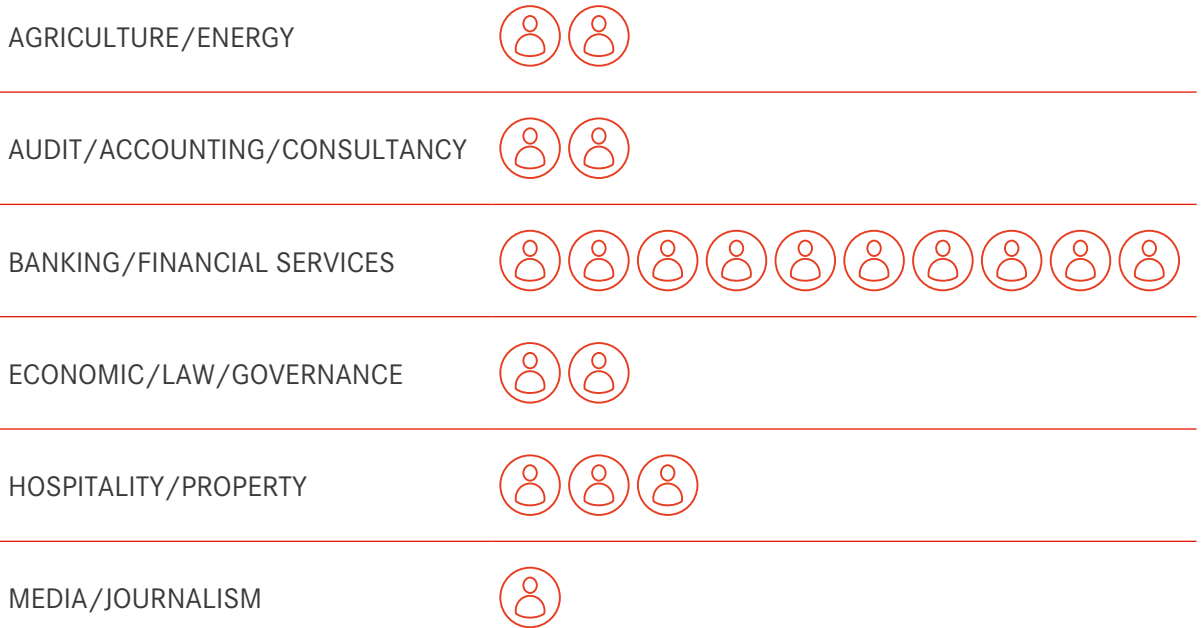 AGRICULTURE/ENERGY
AUDIT/ACCOUNTING/CONSULTANCY
BANKING/FINANCIAL SERVICES
ECONOMIC/LAW/GOVERNANCE
HOSPITALITY/PROPERTY
MEDIA/JOURNALISM